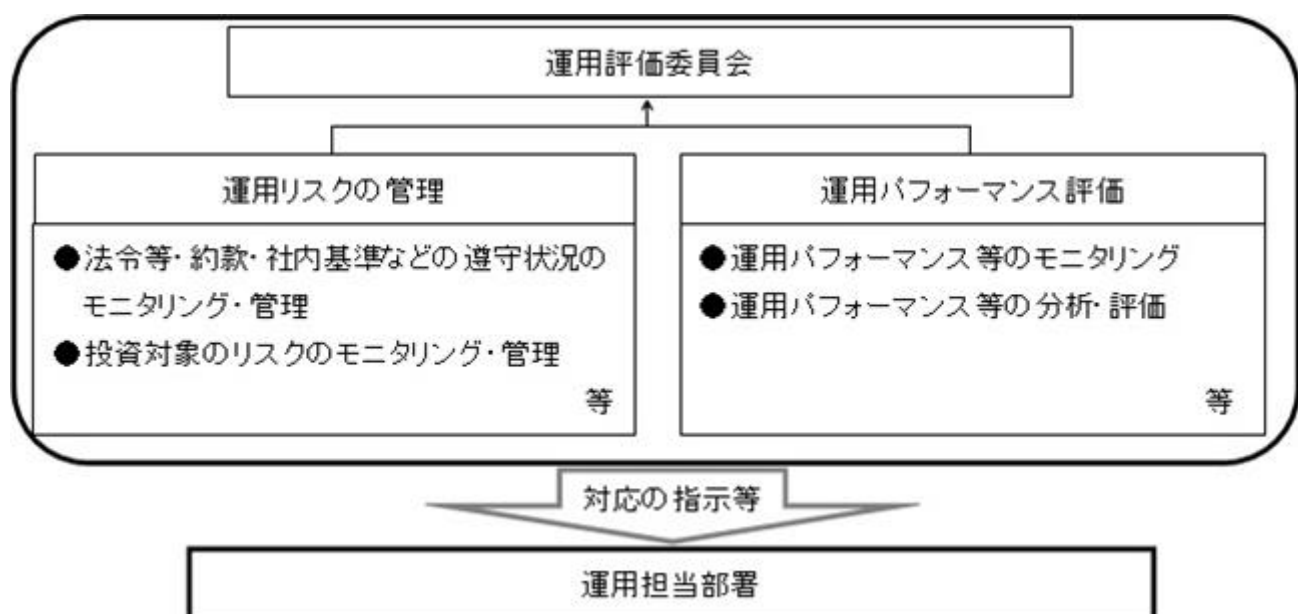 運用評価委員会
運用リスクの管理
●法令等・約款・社内基準などの遵守状況の
モニタリング・管理
●投資対象のリスクのモニタリング・管理
等
運用パフォーマンス評価
●運用パフォーマンス等のモニタリング
●運用パフォーマンス等の分析・評価
等
対応の指示等
運用担当部署